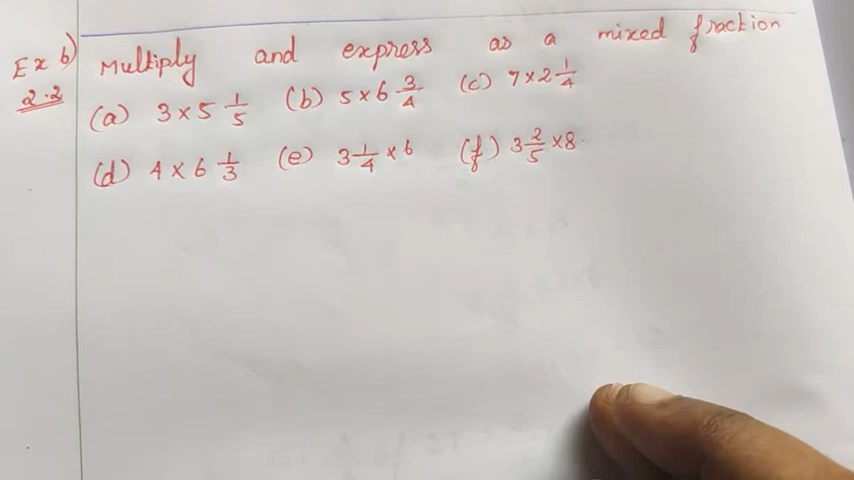 Ex 6) Multiply and express as a mixed fraction
2.2
(a) 3 × 5 1/5 (b) 5 × 6 3/4 (c) 7 × 2 1/4
(d) 4 × 6 1/3 (e) 3 1/4 × 6 (f) 3 2/5 × 8.